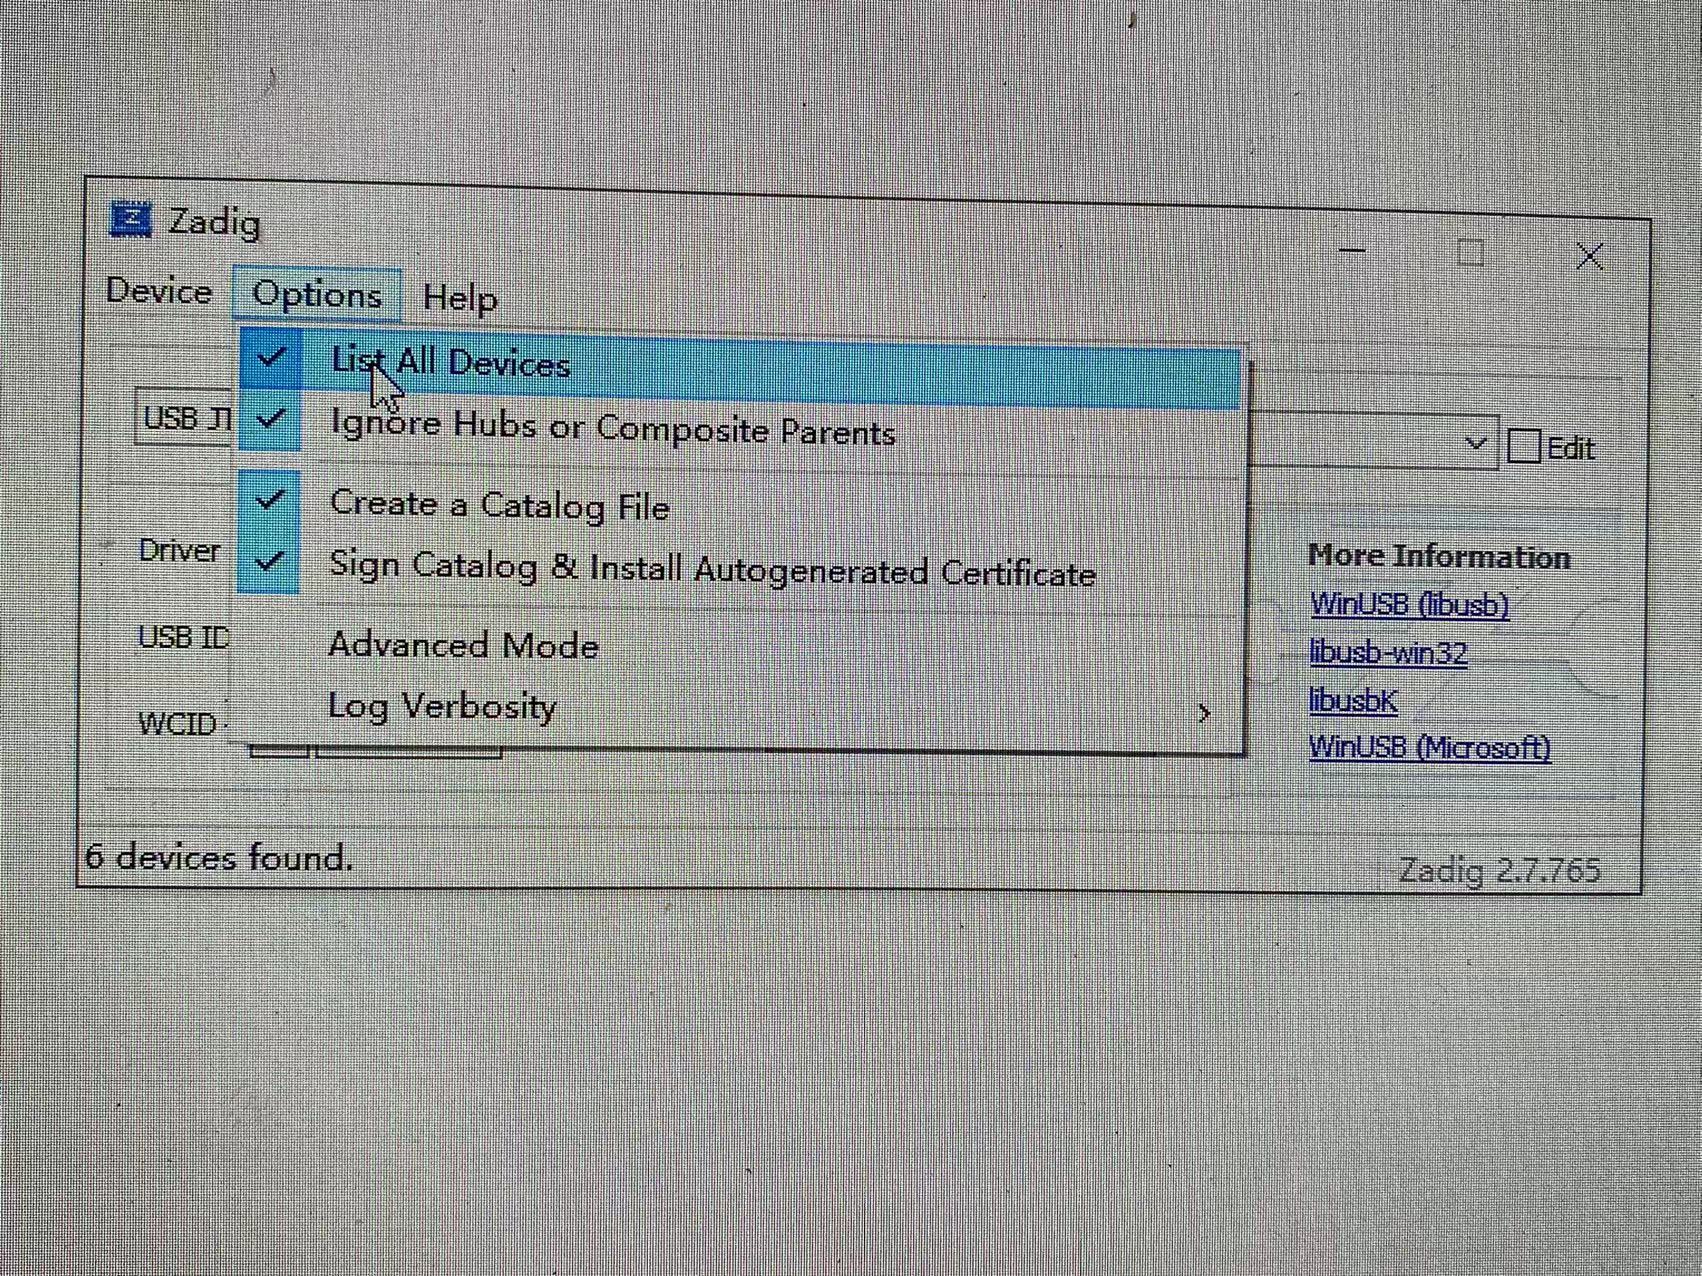 Zadig
Device Options Help
List All Devices
USB
Ignore Hubs or Composite Parents
Edit
Create a Catalog File
Driver
Sign Catalog & Install Autogenerated Certificate
More Information
WinUSB (libusb)
USB ID
Advanced Mode
libusb-win32
WCID
Log Verbosity
libusbK
WinUSB (Microsoft)
6 devices found.
Zadig 2.7.765